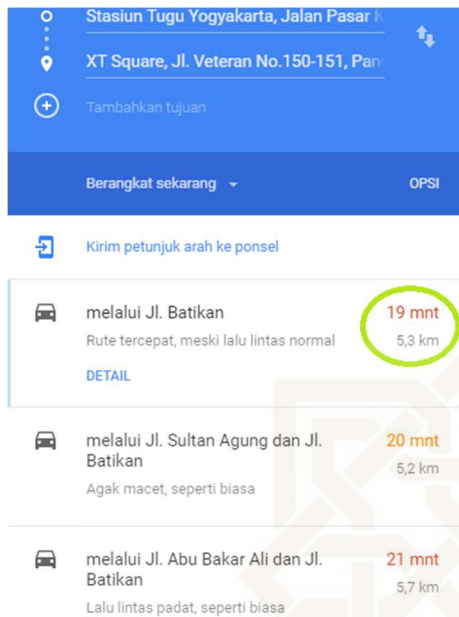 Stasiun Tugu Yogyakarta, Jalan Pasar K
XT Square, Jl. Veteran No.150-151, Pan
Tambahkan tujuan
Berangkat sekarang
OPSI
Kirim petunjuk arah ke ponsel
melalui Jl. Batikan
19 mnt
Rute tercepat, meski lalu lintas normal
5,3 km
DETAIL
melalui Jl. Sultan Agung dan Jl.
20 mnt
Batikan
5,2 km
Agak macet, seperti biasa
melalui Jl. Abu Bakar Ali dan Jl.
21 mnt
Batikan
5,7 km
Lalu lintas padat, seperti biasa